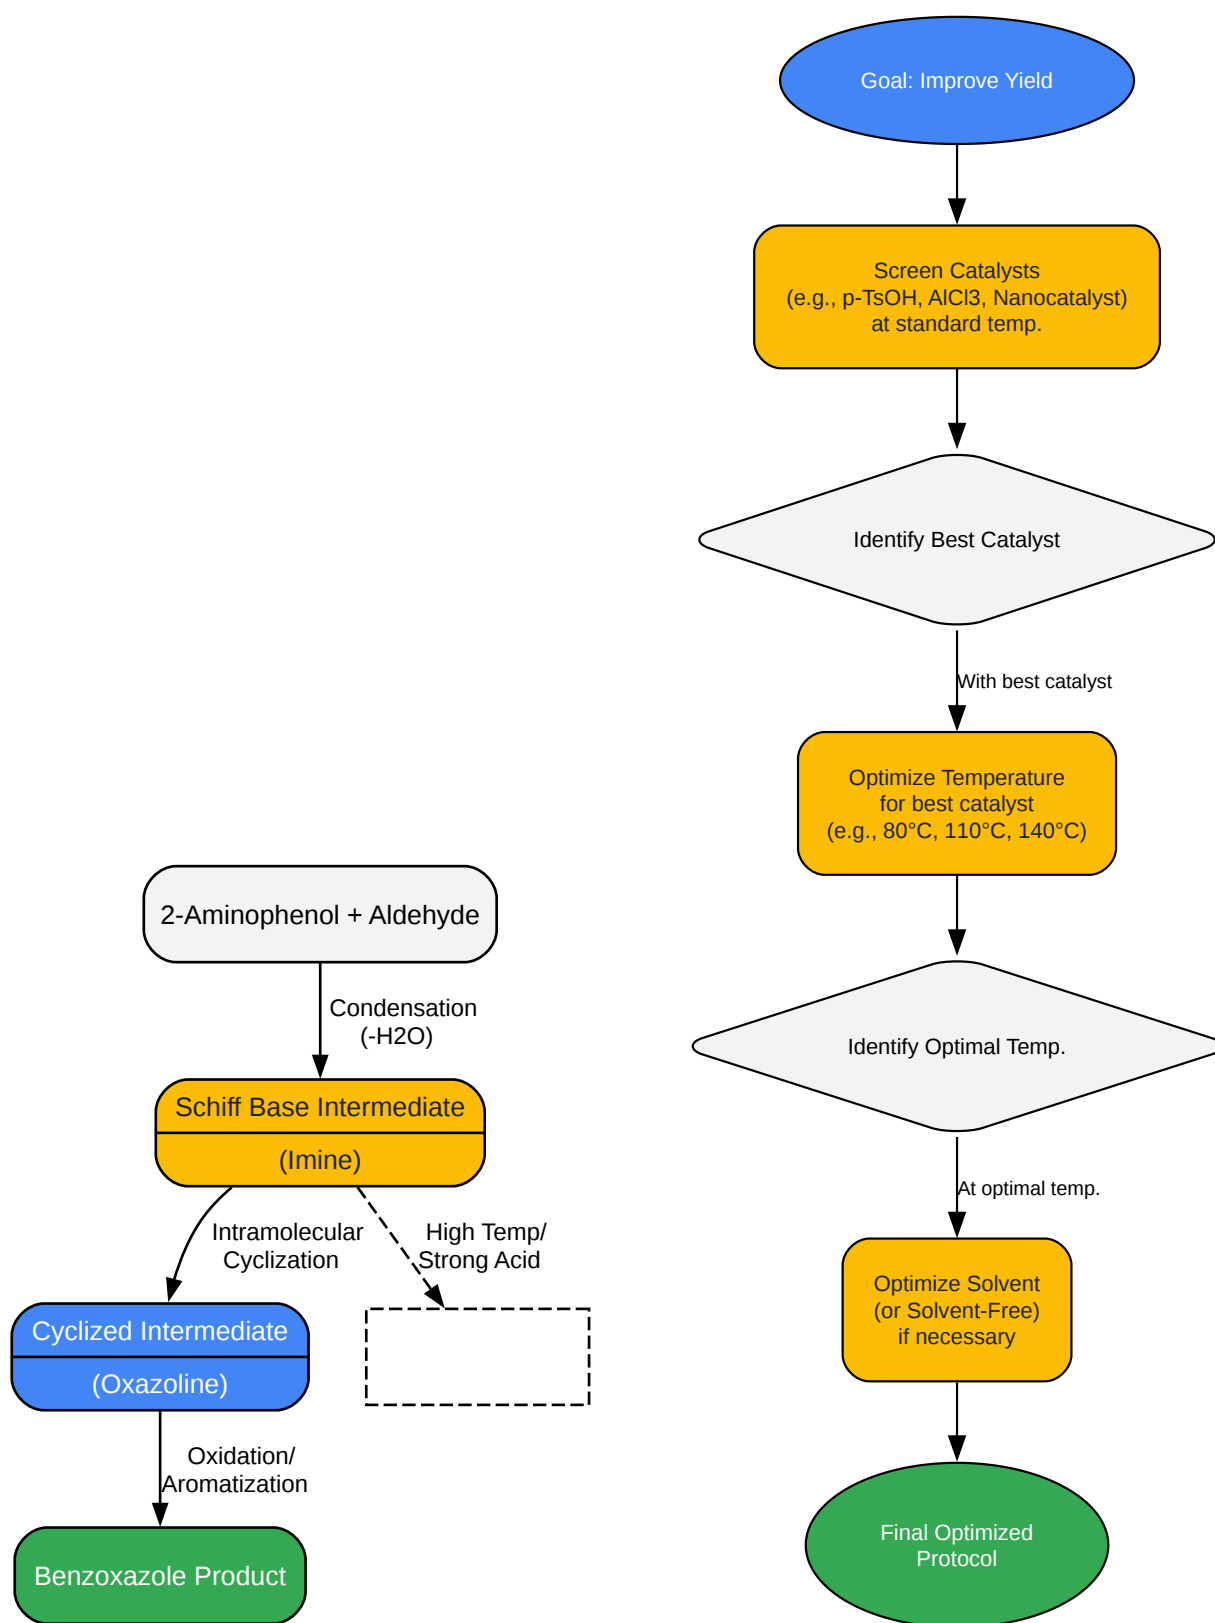 Goal: Improve Yield
Screen Catalysts
(e.g., p-TsOH, AlCl3, Nanocatalyst)
at standard temp.
Identify Best Catalyst
With best catalyst
Optimize Temperature
for best catalyst
(e.g., 80°C, 110°C, 140°C)
Identify Optimal Temp.
At optimal temp.
Optimize Solvent
(or Solvent-Free)
if necessary
Final Optimized
Protocol
2-Aminophenol + Aldehyde
Condensation
(-H2O)
Schiff Base Intermediate
(Imine)
Intramolecular
Cyclization
High Temp/
Strong Acid
Cyclized Intermediate
(Oxazoline)
Oxidation/
Aromatization
Benzoxazole Product